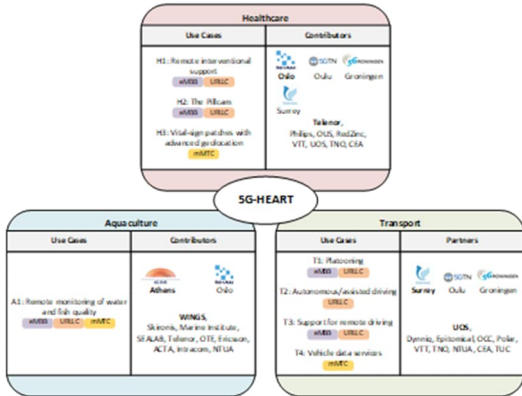 Healthcare
Use Cases
Contributors
H1: Remote interventional
support
eMBB URLLC
H2: The Pillcam
eMBB URLLC
H3: Vital-sign patches with
advanced geolocation
mMTC
Oslo
5GTN
Oulu
5GRONINGEN
Groningen
Surrey
Telenor,
Philips, OUS, RedZinc,
VTT, UOS, TNO, CEA
5G-HEART
Aquaculture
Use Cases
Contributors
A1: Remote monitoring of water
and fish quality
eMBB URLLC mMTC
Athens
Oslo
WINGS,
Skironis, Marine Institute,
SEALAB, Telenor, OTE, Ericsson,
ACTA, Intracom, NTUA
Transport
Use Cases
Partners
T1: Platooning
eMBB URLLC
T2: Autonomous/assisted driving
URLLC
T3: Support for remote driving
eMBB URLLC
T4: Vehicle data services
mMTC
Surrey
5GTN
Oulu
5GRONINGEN
Groningen
UOS,
Dynniq, Epitomical, OCC, Polar,
VTT, TNO, NTUA, CEA, TUC